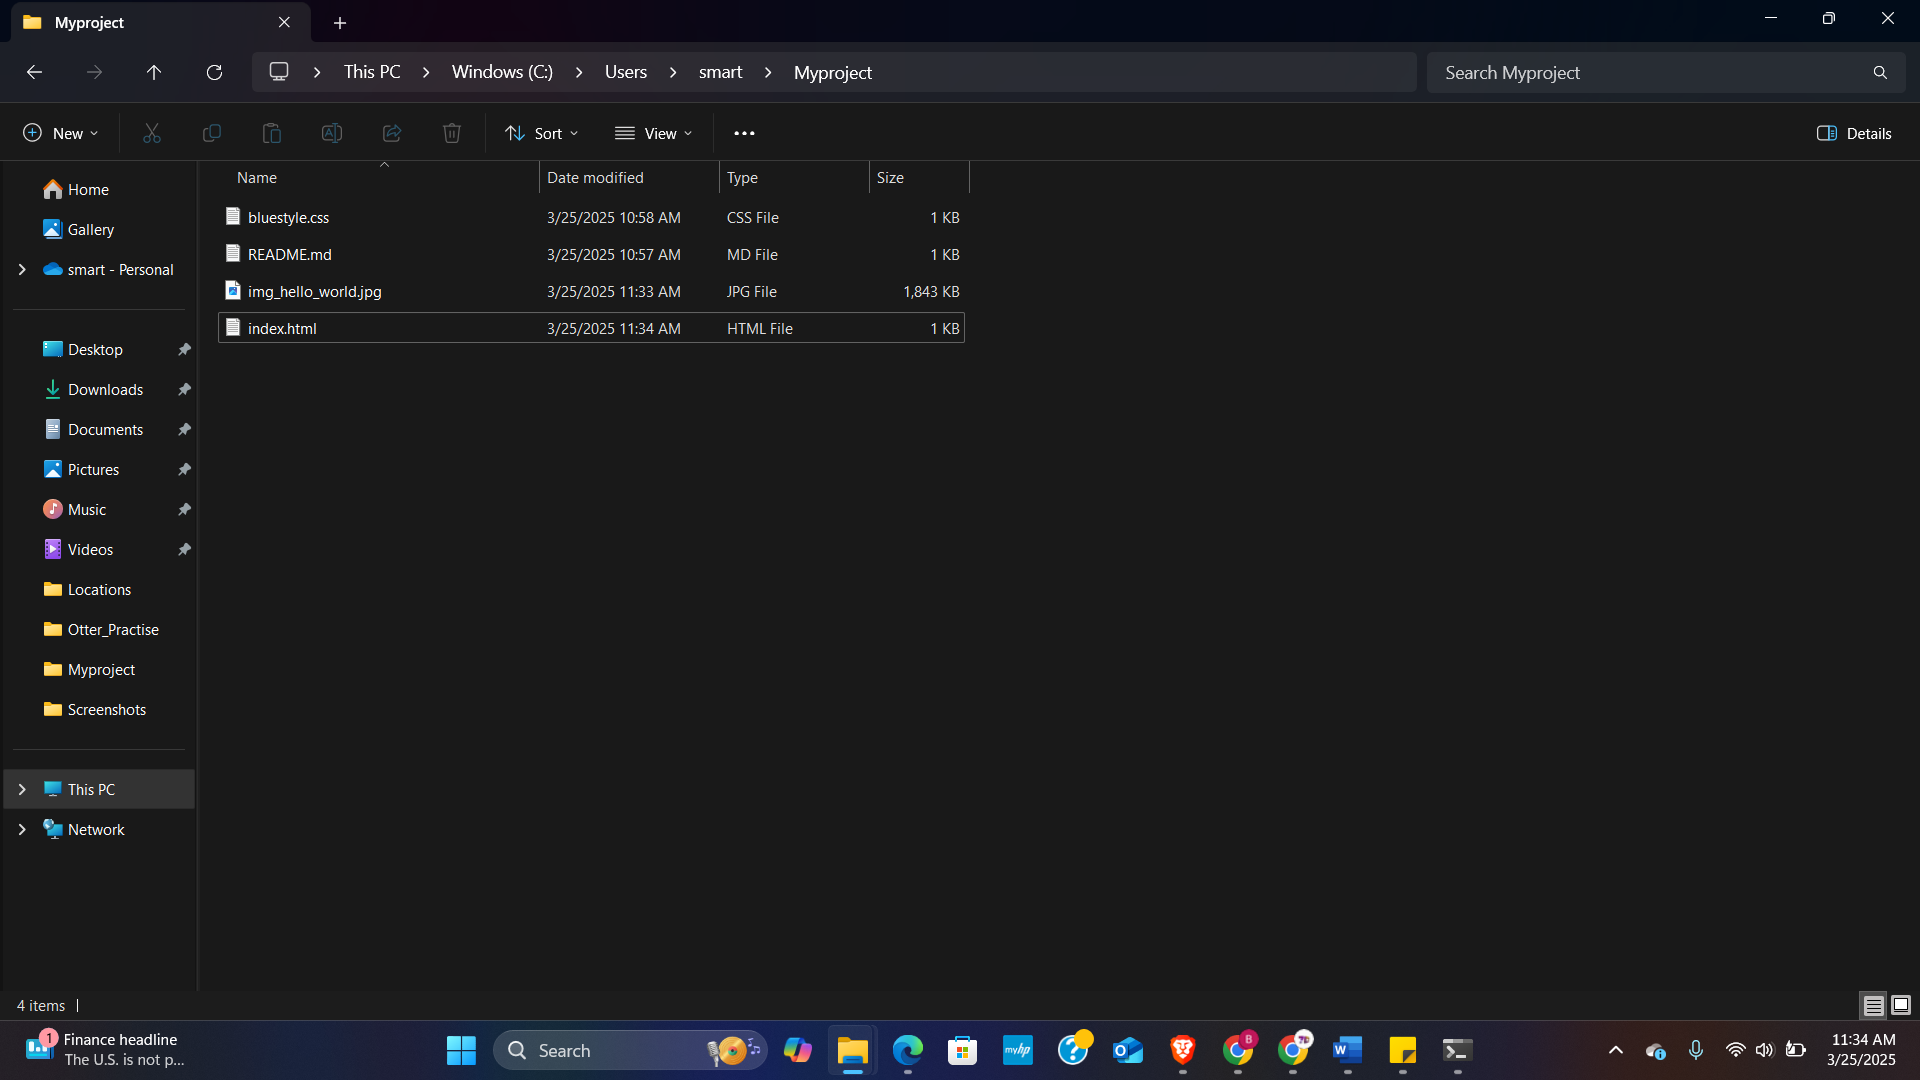 Myproject
This PC > Windows (C:) > Users > smart > Myproject
Search Myproject
New
Sort
View
Details
Name Date modified Type Size
bluestyle.css 3/25/2025 10:58 AM CSS File 1 KB
README.md 3/25/2025 10:57 AM MD File 1 KB
img_hello_world.jpg 3/25/2025 11:33 AM JPG File 1,843 KB
index.html 3/25/2025 11:34 AM HTML File 1 KB
Home
Gallery
smart - Personal
Desktop
Downloads
Documents
Pictures
Music
Videos
Locations
Otter_Practise
Myproject
Screenshots
This PC
Network
4 items
1
Finance headline
The U.S. is not p...
Search
myhp
B
11:34 AM
3/25/2025